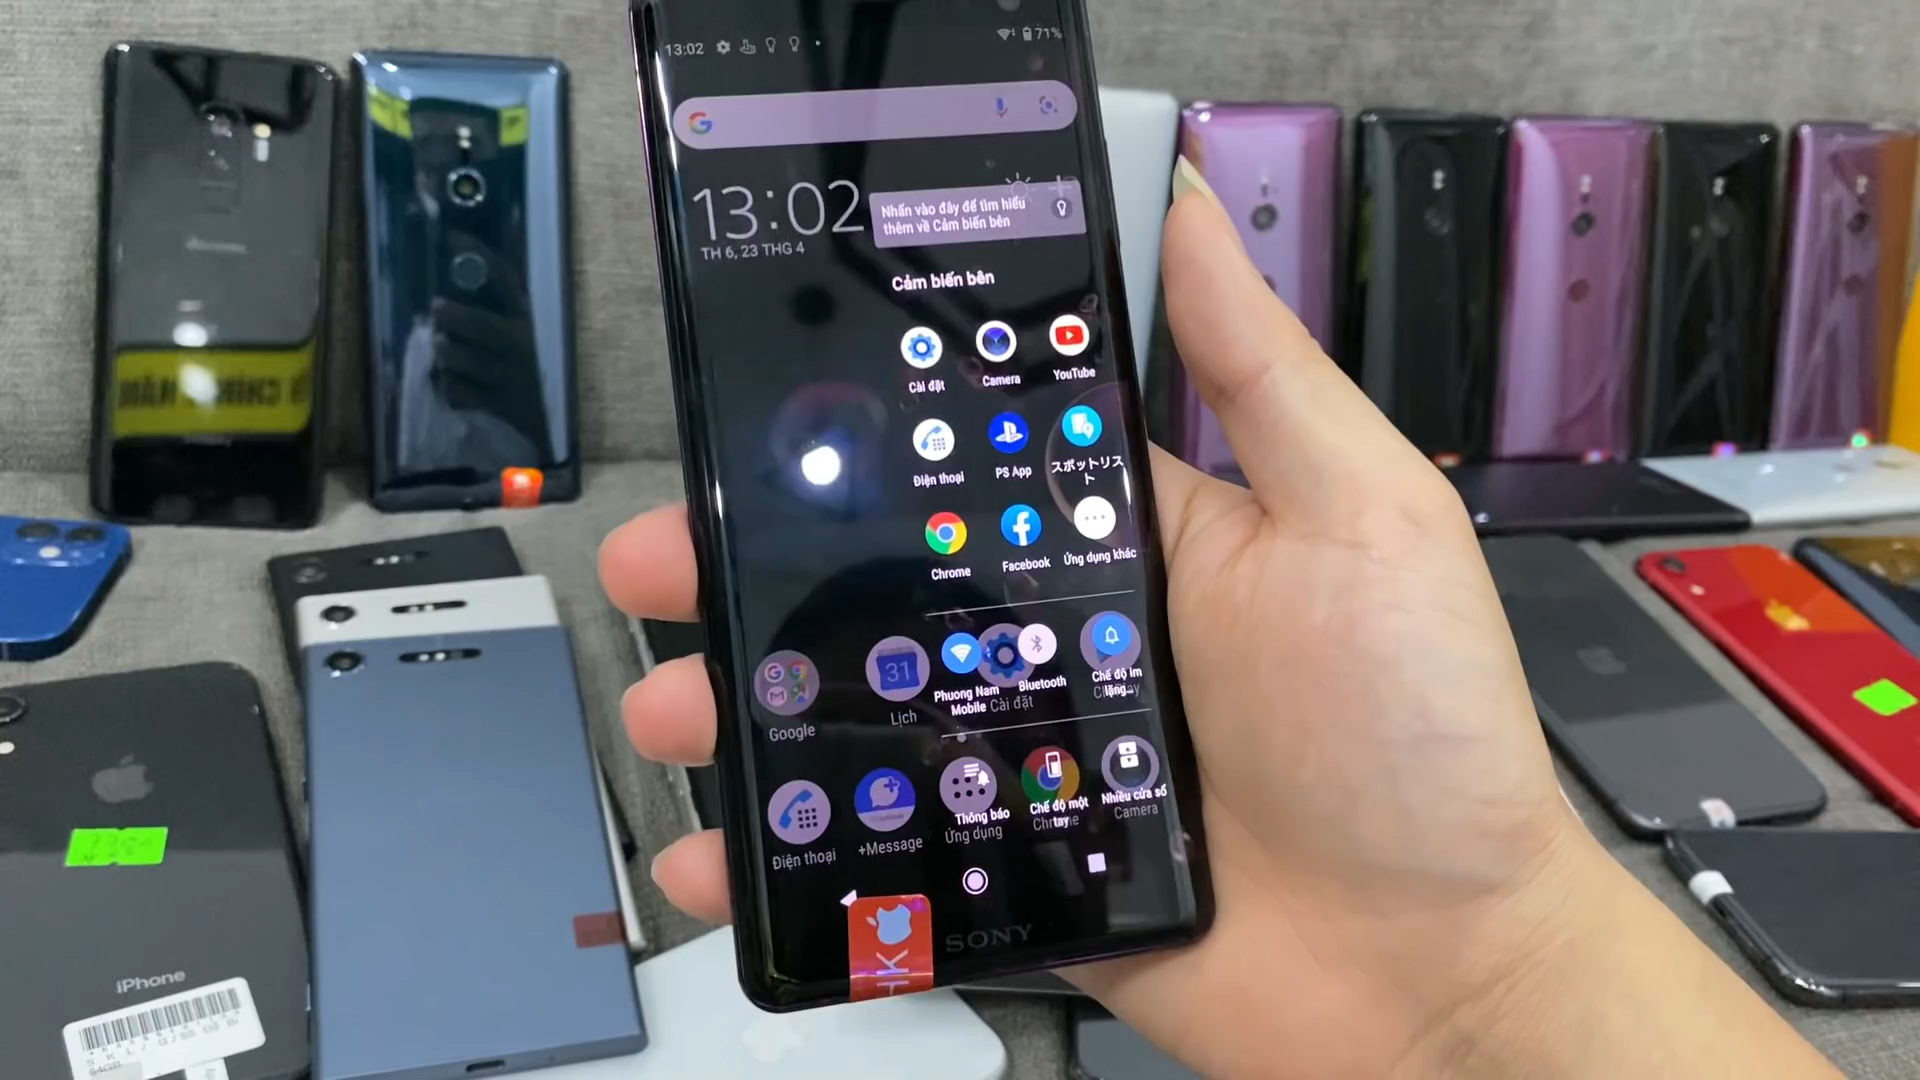 13:02
71%
13:02
TH 6, 23 THG 4
Nhấn vào đây để tìm hiểu
thêm về Cảm biến bên
Cảm biến bên
Cài đặt
Camera
YouTube
Điện thoại
PS App
スポットリス
ト
Chrome
Facebook
Ứng dụng khác
Phuong Nam
Mobile
Bluetooth
Chế độ im
lặng...
Google
31
Lịch
Cài đặt
Thông báo
Chế độ một
tay
Nhiều cửa sổ
Điện thoại
+Message
Ứng dụng
Chrome
Camera
HK
SONY
iPhone
64GB